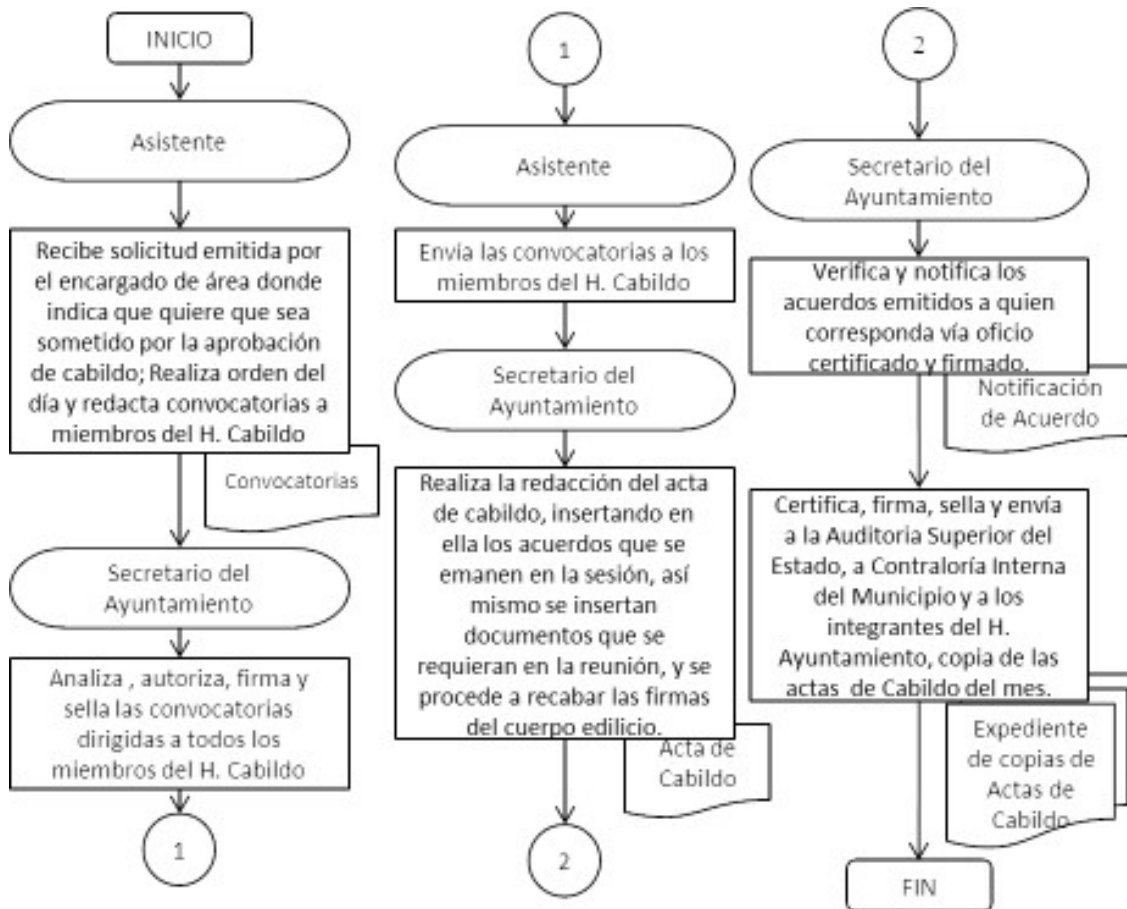 INICIO
Asistente
Recibe solicitud emitida por
el encargado de área donde
indica que quiere que sea
sometido por la aprobación
de cabildo; Realiza orden del
día y redacta convocatorias a
miembros del H. Cabildo
Convocatorias
Secretario del
Ayuntamiento
Analiza , autoriza, firma y
sella las convocatorias
dirigidas a todos los
miembros del H. Cabildo
1
1
Asistente
Envía las convocatorias a los
miembros del H. Cabildo
Secretario del
Ayuntamiento
Realiza la redacción del acta
de cabildo, insertando en
ella los acuerdos que se
emanen en la sesión, así
mismo se insertan
documentos que se
requieran en la reunión, y se
procede a recabar las firmas
del cuerpo edilicio.
Acta de
Cabildo
2
2
Secretario del
Ayuntamiento
Verifica y notifica los
acuerdos emitidos a quien
corresponda vía oficio
certificado y firmado.
Notificación
de Acuerdo
Certifica, firma, sella y envía
a la Auditoria Superior del
Estado, a Contraloría Interna
del Municipio y a los
integrantes del H.
Ayuntamiento, copia de las
actas de Cabildo del mes.
Expediente
de copias de
Actas de
Cabildo
FIN